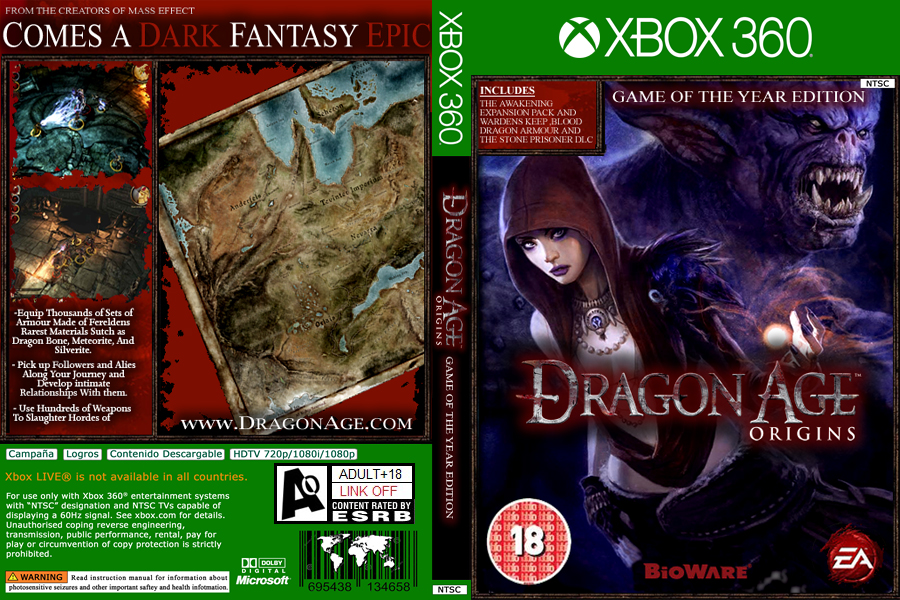 FROM THE CREATORS OF MASS EFFECT
COMES A DARK FANTASY EPIC
-Equip Thousands of Sets of
Armour Made of Fereldens
Rarest Materials Sutch as
Dragon Bone, Meteorite, And
Silverite.
- Pick up Followers and Alies
Along Your Journey and
Develop intimate
Relationships With them.
- Use Hundreds of Weapons
To Slaughter Hordes of
Anderfels
Tevinter Imperium
Nevarra
Orlais
WWW.DRAGONAGE.COM
Campaña
Logros
Contenido Descargable
HDTV 720p/1080i/1080p
Xbox LIVE® is not available in all countries.
For use only with Xbox 360® entertainment systems
with “NTSC” designation and NTSC TVs capable of
displaying a 60Hz signal. See xbox.com for details.
Unauthorised coping reverse engineering,
transmission, public performance, rental, pay for
play or circumvention of copy protection is strictly
prohibited.
WARNING Read instruction manual for information about
photosensitive seizures and other important saftey and health infotmation.
DOLBY
DIGITAL
Microsoft®
AO
ADULT+18
LINK OFF
CONTENT RATED BY
ESRB
695438 134658
XBOX 360®
DRAGON AGE
ORIGINS
GAME OF THE YEAR EDITION
NTSC
XBOX 360®
NTSC
INCLUDES
THE AWAKENING
EXPANSION PACK AND
WARDENS KEEP ,BLOOD
DRAGON ARMOUR AND
THE STONE PRISONER DLC
GAME OF THE YEAR EDITION
DRAGON AGE™
ORIGINS
18
BIOWARE®
EA